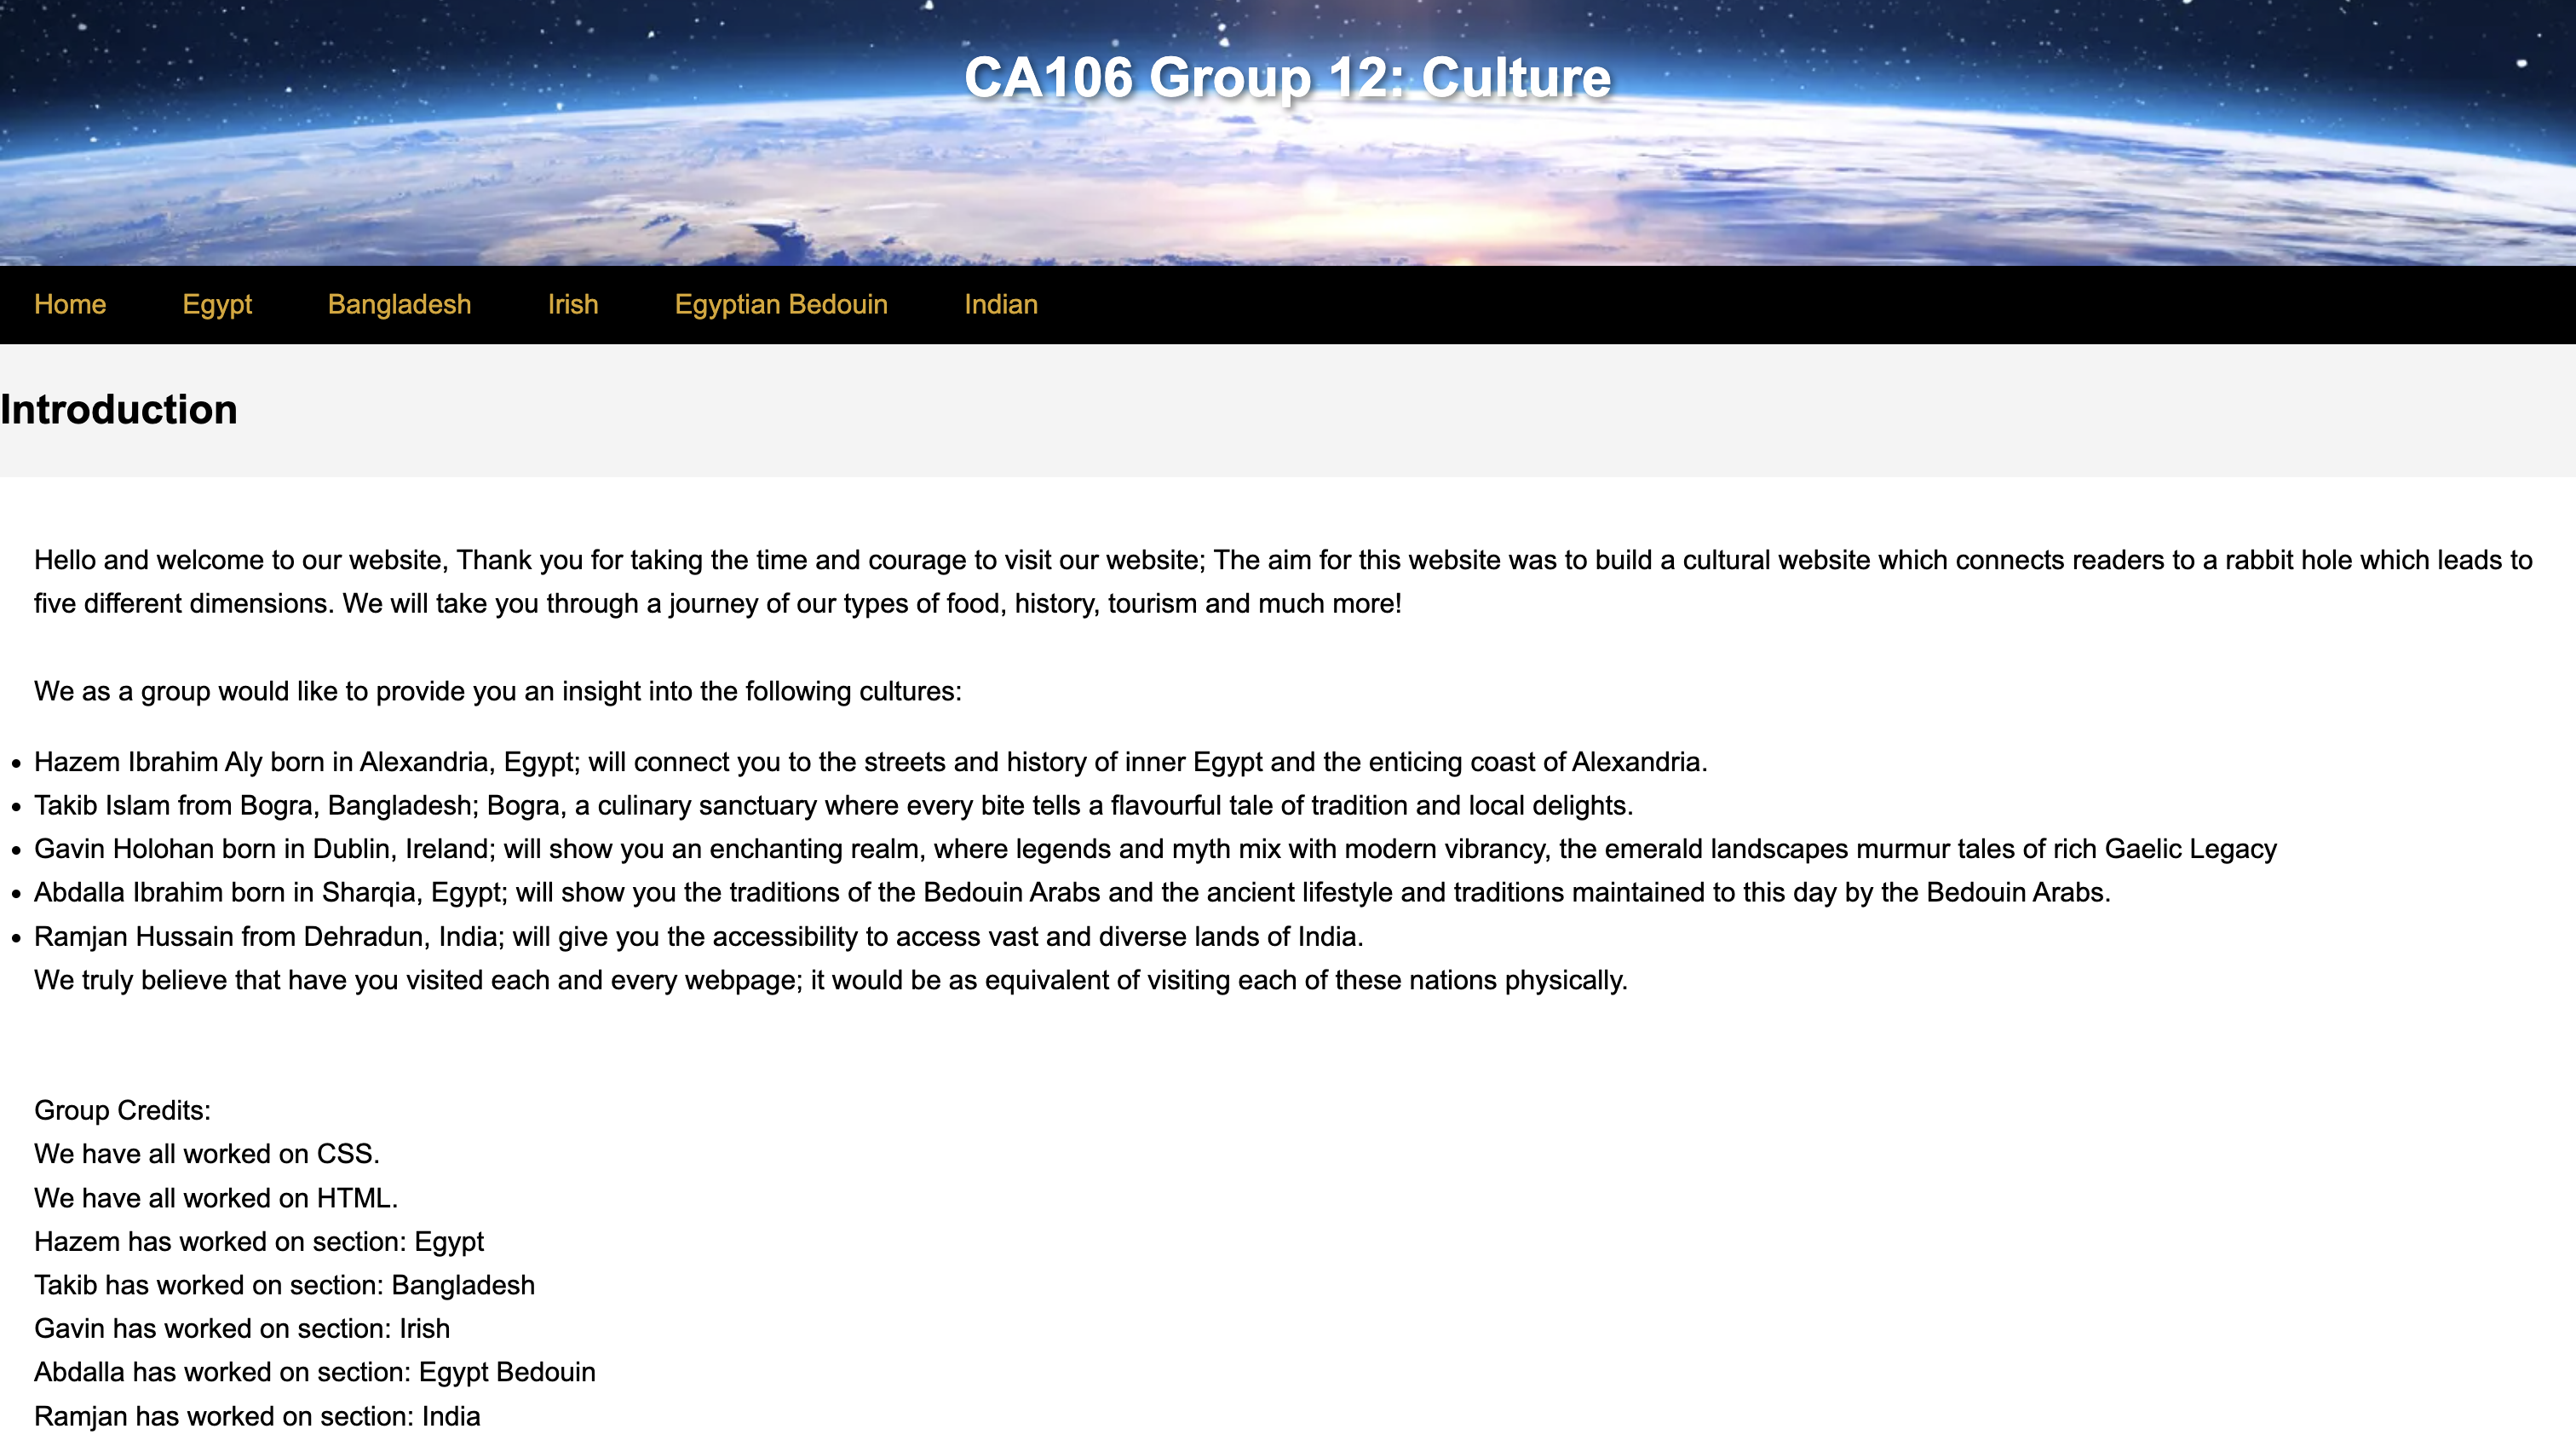 CA106 Group 12: Culture
Home Egypt Bangladesh Irish Egyptian Bedouin Indian
Introduction
Hello and welcome to our website, Thank you for taking the time and courage to visit our website; The aim for this website was to build a cultural website which connects readers to a rabbit hole which leads to
five different dimensions. We will take you through a journey of our types of food, history, tourism and much more!
We as a group would like to provide you an insight into the following cultures:
• Hazem Ibrahim Aly born in Alexandria, Egypt; will connect you to the streets and history of inner Egypt and the enticing coast of Alexandria.
• Takib Islam from Bogra, Bangladesh; Bogra, a culinary sanctuary where every bite tells a flavourful tale of tradition and local delights.
• Gavin Holohan born in Dublin, Ireland; will show you an enchanting realm, where legends and myth mix with modern vibrancy, the emerald landscapes murmur tales of rich Gaelic Legacy
• Abdalla Ibrahim born in Sharqia, Egypt; will show you the traditions of the Bedouin Arabs and the ancient lifestyle and traditions maintained to this day by the Bedouin Arabs.
• Ramjan Hussain from Dehradun, India; will give you the accessibility to access vast and diverse lands of India.
We truly believe that have you visited each and every webpage; it would be as equivalent of visiting each of these nations physically.
Group Credits:
We have all worked on CSS.
We have all worked on HTML.
Hazem has worked on section: Egypt
Takib has worked on section: Bangladesh
Gavin has worked on section: Irish
Abdalla has worked on section: Egypt Bedouin
Ramjan has worked on section: India